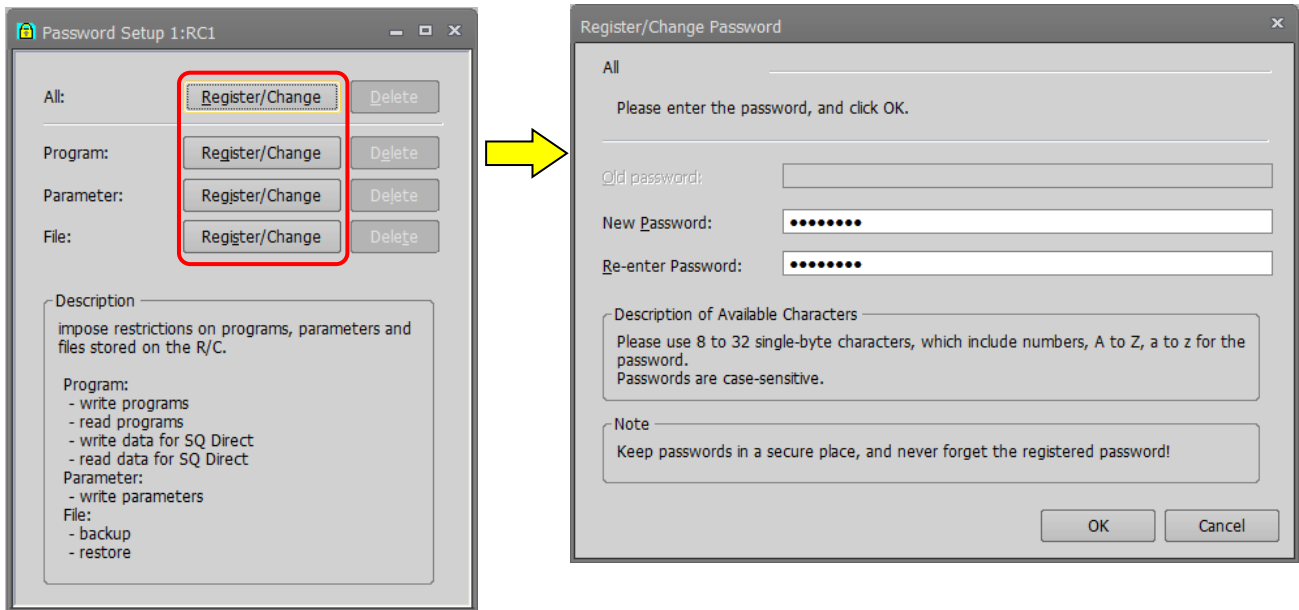 Password Setup 1:RC1
All: Register/Change Delete
Program: Register/Change Delete
Parameter: Register/Change Delete
File: Register/Change Delete
Description
impose restrictions on programs, parameters and
files stored on the R/C.
Program:
- write programs
- read programs
- write data for SQ Direct
- read data for SQ Direct
Parameter:
- write parameters
File:
- backup
- restore
Register/Change Password
All
Please enter the password, and click OK.
Old password:
New Password: ●●●●●●●●
Re-enter Password: ●●●●●●●●
Description of Available Characters
Please use 8 to 32 single-byte characters, which include numbers, A to Z, a to z for the
password.
Passwords are case-sensitive.
Note
Keep passwords in a secure place, and never forget the registered password!
OK Cancel